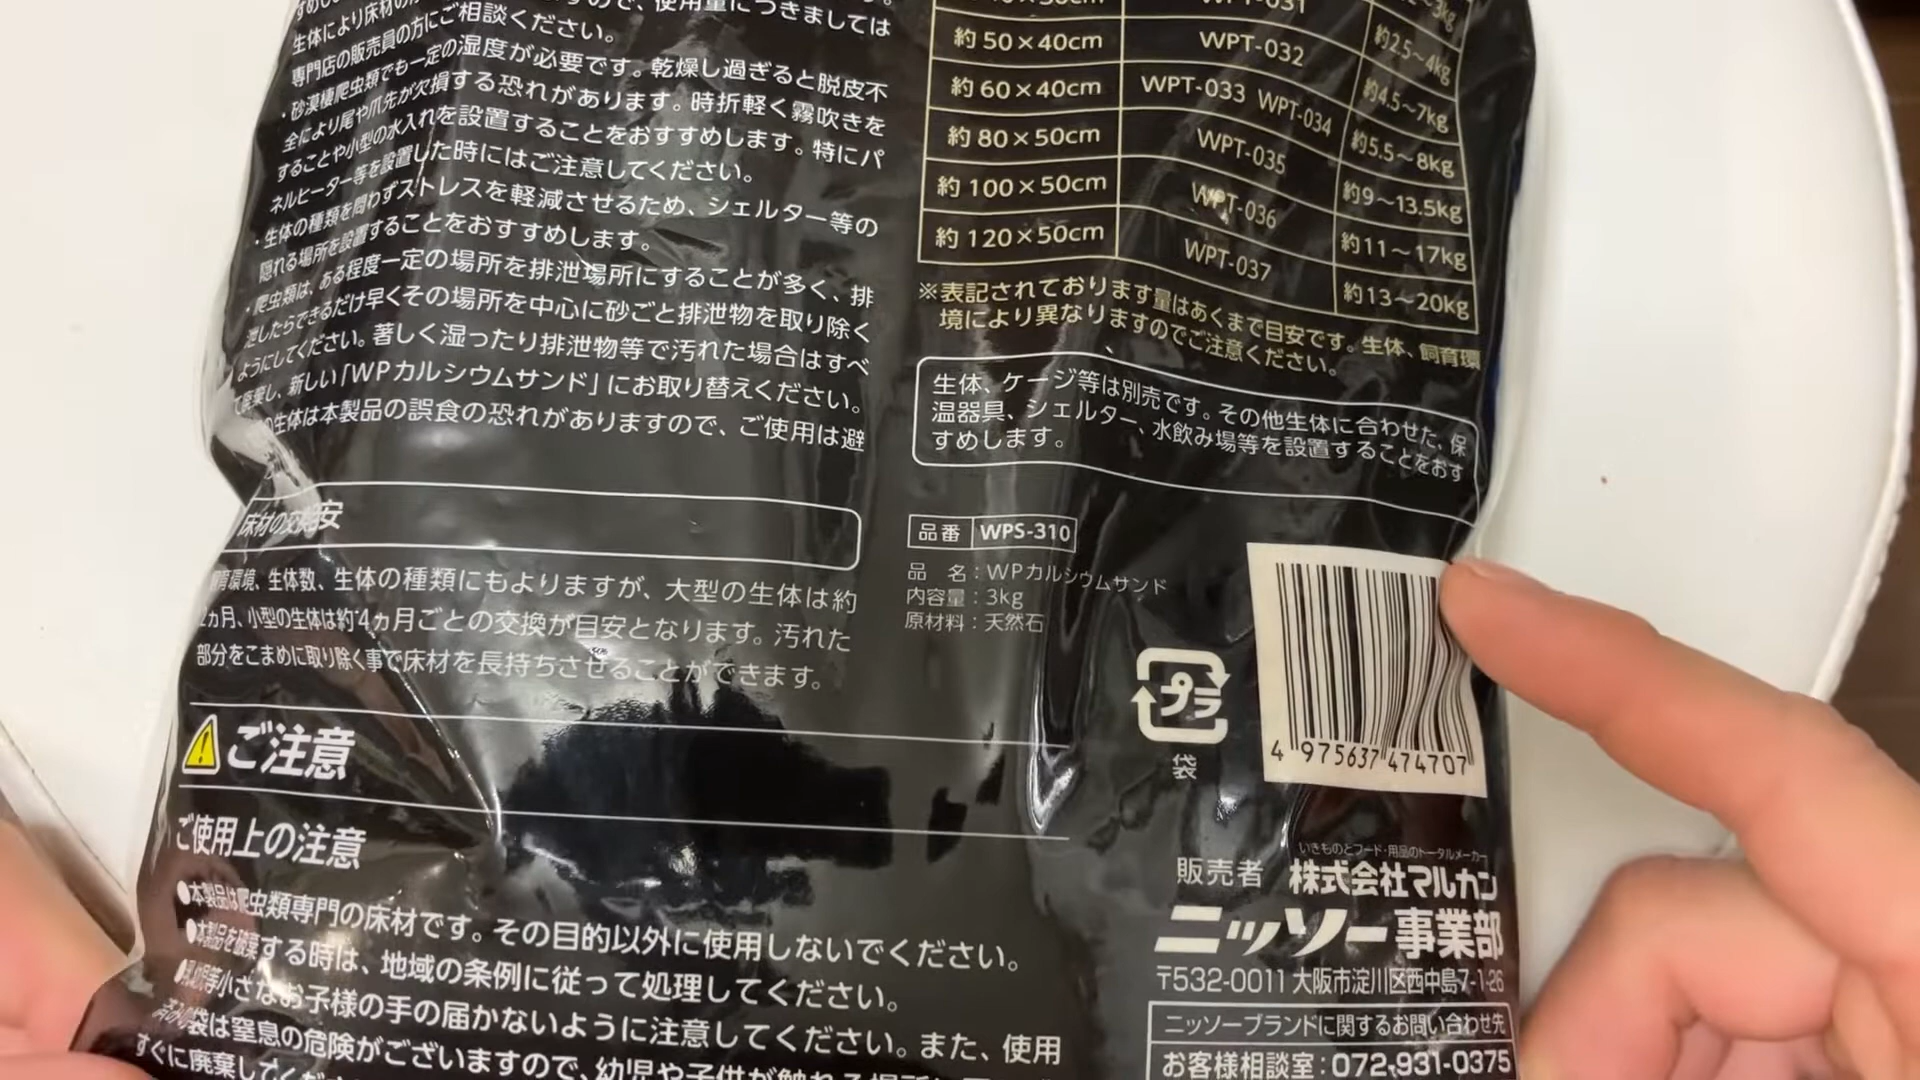 生体により床材の
すので、使用量につきましては
専門店の販売員の方にご相談ください。
・砂漠棲爬虫類でも一定の湿度が必要です。乾燥し過ぎると脱皮不
全により尾や爪先が欠損する恐れがあります。時折軽く霧吹きを
することや小型の水入れを設置することをおすすめします。特にパ
ネルヒーター等を設置した時にはご注意してください。
・生体の種類を問わずストレスを軽減させるため、シェルター等の
隠れる場所を設置することをおすすめします。
・爬虫類は、ある程度一定の場所を排泄場所にすることが多く、排
泄したらできるだけ早くその場所を中心に砂ごと排泄物を取り除く
ようにしてください。著しく湿ったり排泄物等で汚れた場合はすべ
て廃棄し、新しい「WPカルシウムサンド」にお取り替えください。
の生体は本製品の誤食の恐れがありますので、ご使用は避
床材の交換
安
育環境、生体数、生体の種類にもよりますが、大型の生体は約
2ヵ月、小型の生体は約4ヵ月ごとの交換が目安となります。汚れた
部分をこまめに取り除く事で床材を長持ちさせることができます。
ご注意
ご使用上の注意
●本製品は爬虫類専門の床材です。その目的以外に使用しないでください。
●本製品を破棄する時は、地域の条例に従って処理してください。
●乳幼児等小さなお子様の手の届かないように注意してください。また、使用
済みの袋は窒息の危険がございますので、幼児や子供が触れる場所に
すぐに廃棄してくだ
WPT-031
約50×40cm WPT-032 約2.5～4kg
約60×40cm WPT-033 WPT-034 約4.5～7kg
約80×50cm WPT-035 約5.5～8kg
約100×50cm WPT-036 約9～13.5kg
約120×50cm WPT-037 約11～17kg
約13～20kg
※表記されております量はあくまで目安です。生体、飼育環
境により異なりますのでご注意ください。
生体、ケージ等は別売です。その他生体に合わせた、保
温器具、シェルター、水飲み場等を設置することをおす
すめします。
品番 WPS-310
品 名：WPカルシウムサンド
内容量：3kg
原材料：天然石
プラ
袋
4 975637 474707
いきものとフード・用品のトータルメーカー
販売者 株式会社マルカン
ニッソー事業部
〒532-0011 大阪市淀川区西中島7-1-26
ニッソーブランドに関するお問い合わせ先
お客様相談室：072-931-0375